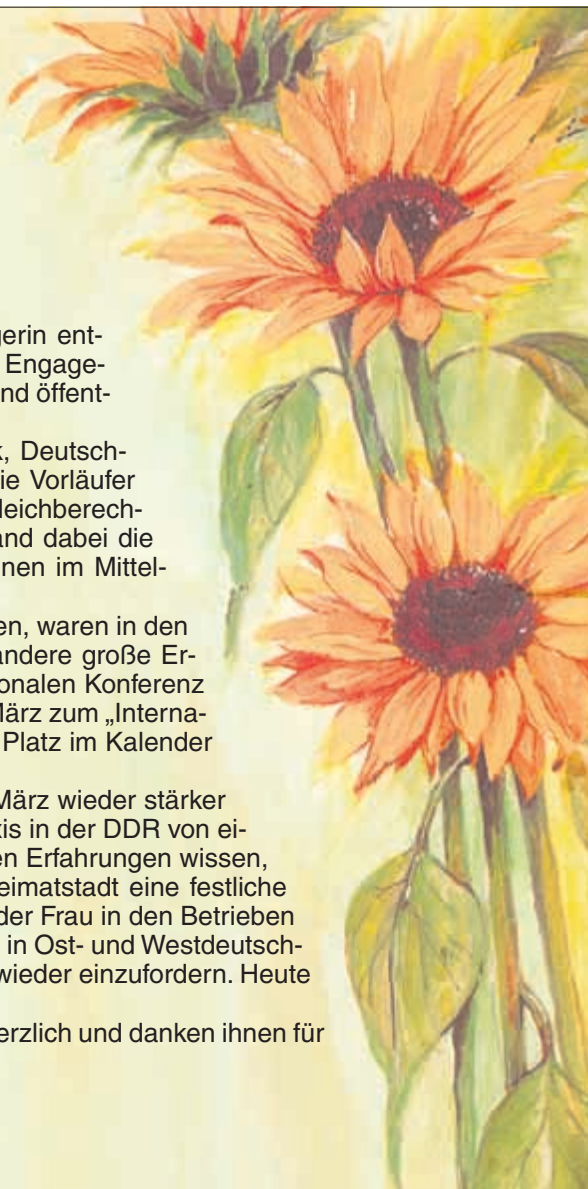 gerin ent-
Engage-
nd öffent-
k, Deutsch-
ie Vorläufer
leichberech-
and dabei die
nen im Mittel-
en, waren in den
andere große Er-
onalen Konferenz
März zum „Interna-
Platz im Kalender
März wieder stärker
xis in der DDR von ei-
en Erfahrungen wissen,
eimatstadt eine festliche
der Frau in den Betrieben
in Ost- und Westdeutsch-
wieder einzufordern. Heute
erzlich und danken ihnen für